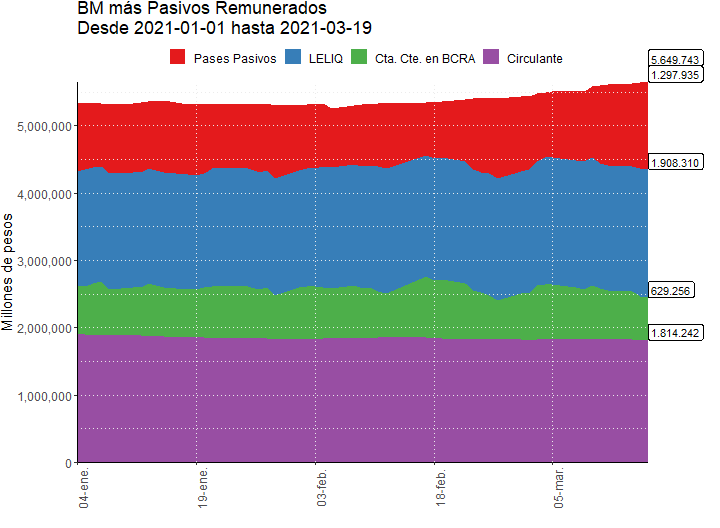 BM más Pasivos Remunerados
Desde 2021-01-01 hasta 2021-03-19
Pases Pasivos LELIQ Cta. Cte. en BCRA Circulante
5.649.743
1.297.935
5,000,000
1.908.310
4,000,000
Millones de pesos
3,000,000
629.256
2,000,000
1.814.242
1,000,000
0
04-ene. 19-ene. 03-feb. 18-feb. 05-mar.